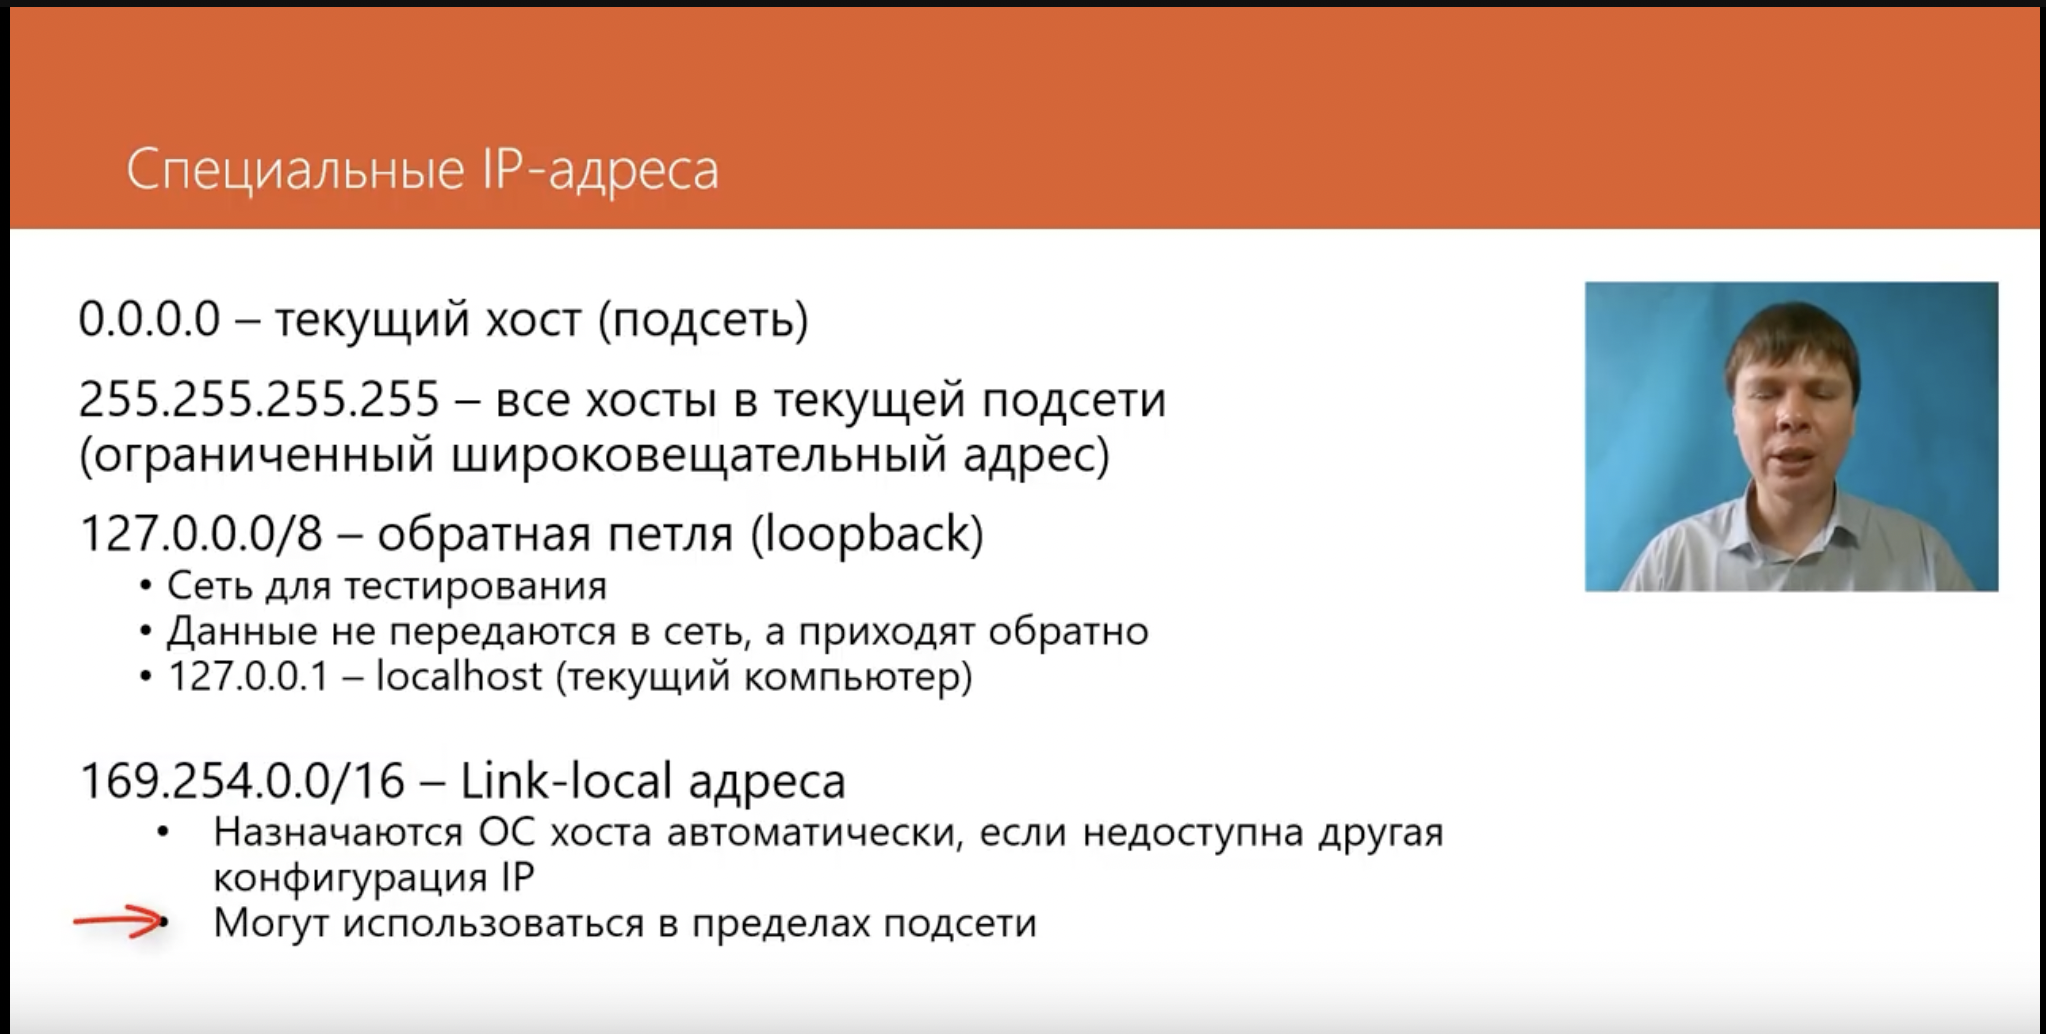 Специальные IP-адреса
0.0.0.0 – текущий хост (подсеть)
255.255.255.255 – все хосты в текущей подсети
(ограниченный широковещательный адрес)
127.0.0.0/8 – обратная петля (loopback)
• Сеть для тестирования
• Данные не передаются в сеть, а приходят обратно
• 127.0.0.1 – localhost (текущий компьютер)
169.254.0.0/16 – Link-local адреса
• Назначаются ОС хоста автоматически, если недоступна другая
конфигурация IP
• Могут использоваться в пределах подсети